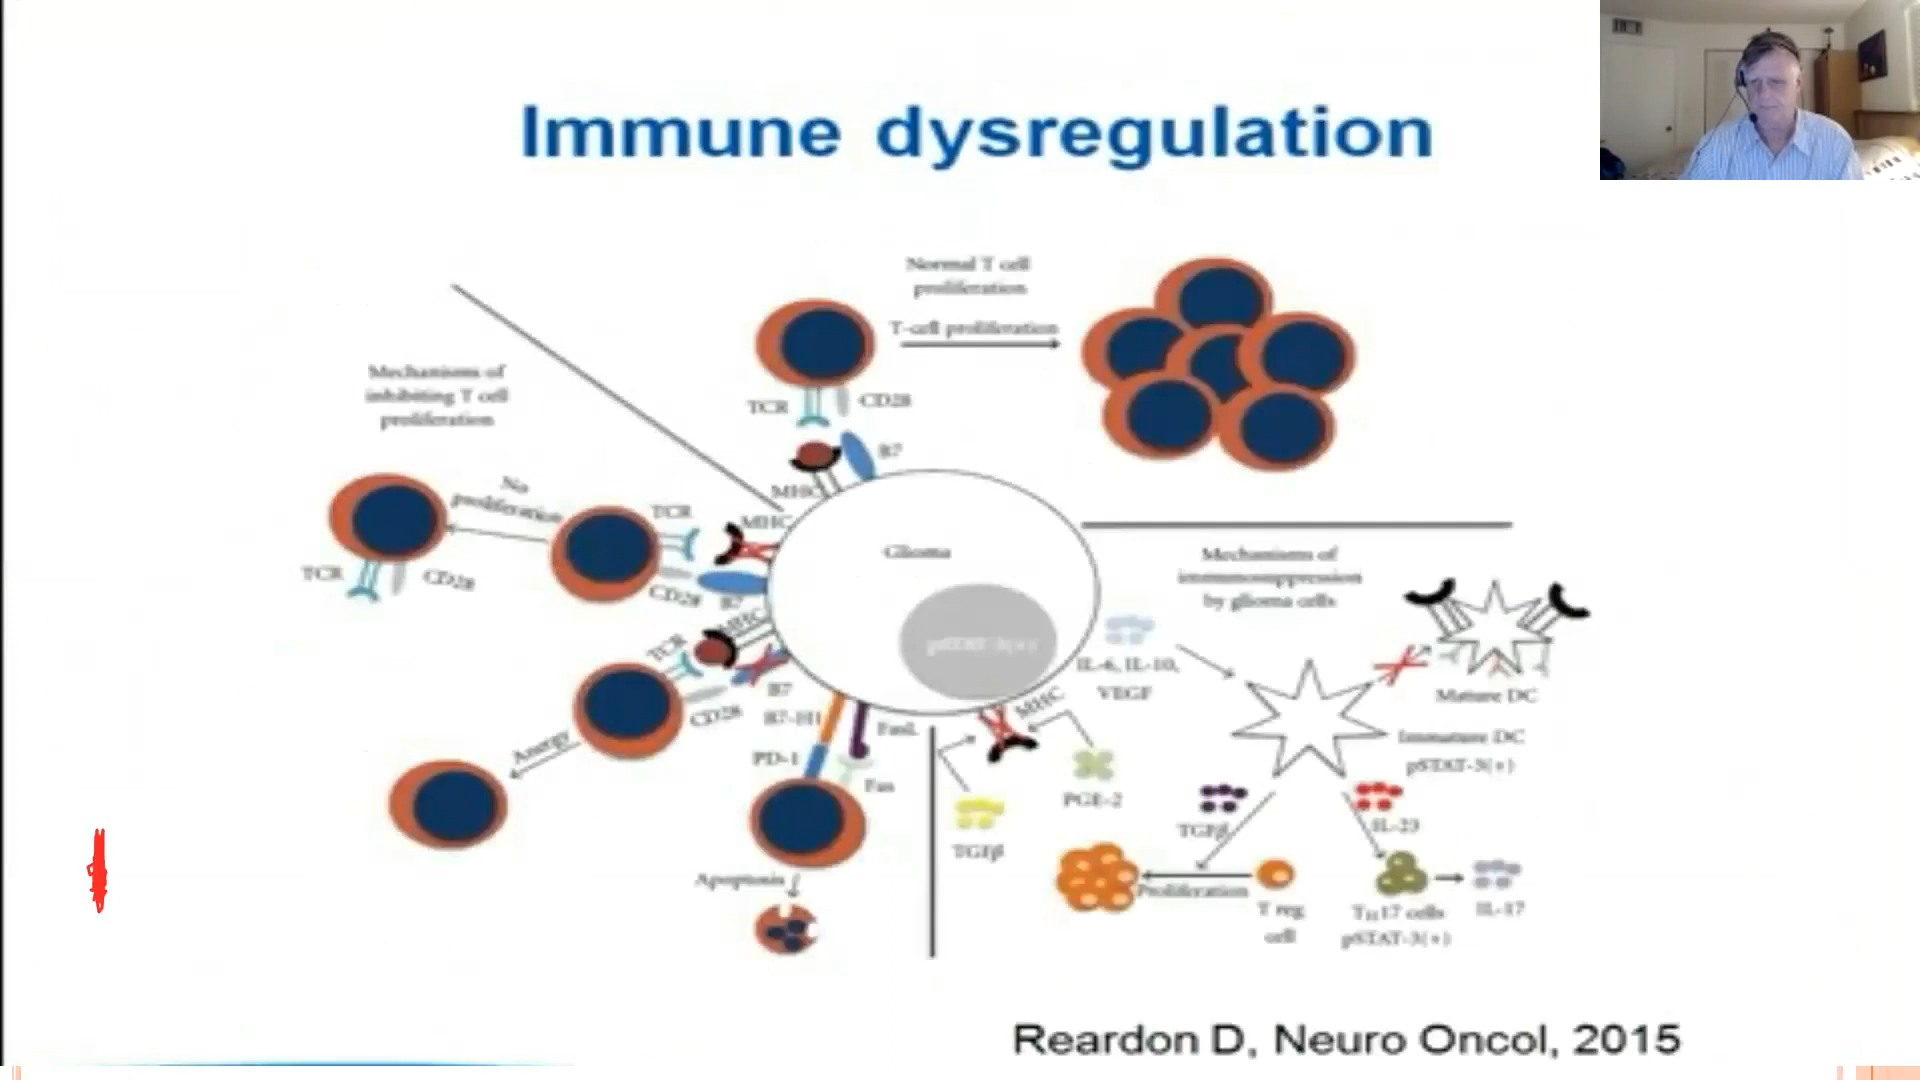 Immune dysregulation
Normal T cell
proliferation
T-cell proliferation
TCR
CD28
B7
MHC
Mechanisms of
inhibiting T cell
proliferation
No
proliferation
TCR
CD28
TCR
MHC
CD28
B7
Glioma
pSTAT-3(+)
TCR
MHC
CD28
B7
Anergy
B7-H1
PD-1
FasL
Fas
Apoptosis
Mechanisms of
immunosuppression
by glioma cells
IL-6, IL-10,
VEGF
MHC
PGE-2
TGFβ
Mature DC
Immature DC
pSTAT-3(+)
TGFβ
IL-23
Proliferation
T reg
cell
TH17 cells
pSTAT-3(+)
IL-17
Reardon D, Neuro Oncol, 2015